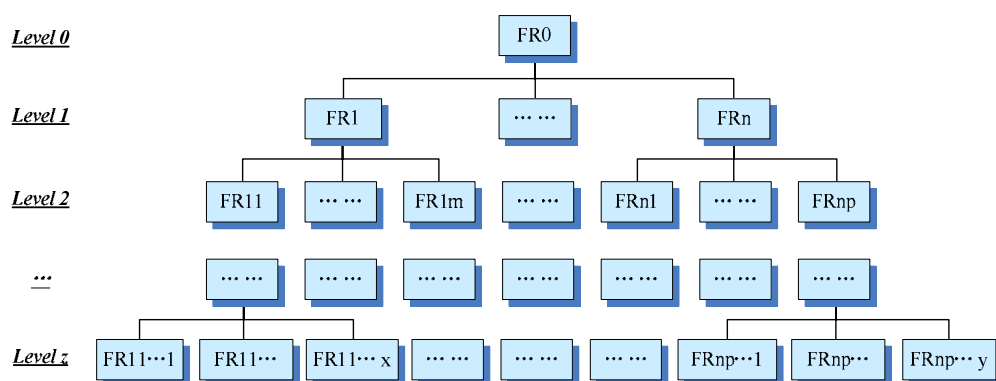 Level 0 FR0
Level 1 FR1 ⋯ ⋯ FRn
Level 2 FR11 ⋯ ⋯ FR1m ⋯ ⋯ FRn1 ⋯ ⋯ FRnp
⋯ ⋯ ⋯ ⋯ ⋯ ⋯ ⋯ ⋯ ⋯ ⋯ ⋯ ⋯ ⋯ ⋯ ⋯
Level z FR11⋯1 FR11⋯ FR11⋯ x ⋯ ⋯ ⋯ ⋯ ⋯ ⋯ FRnp⋯1 FRnp⋯ FRnp⋯ y